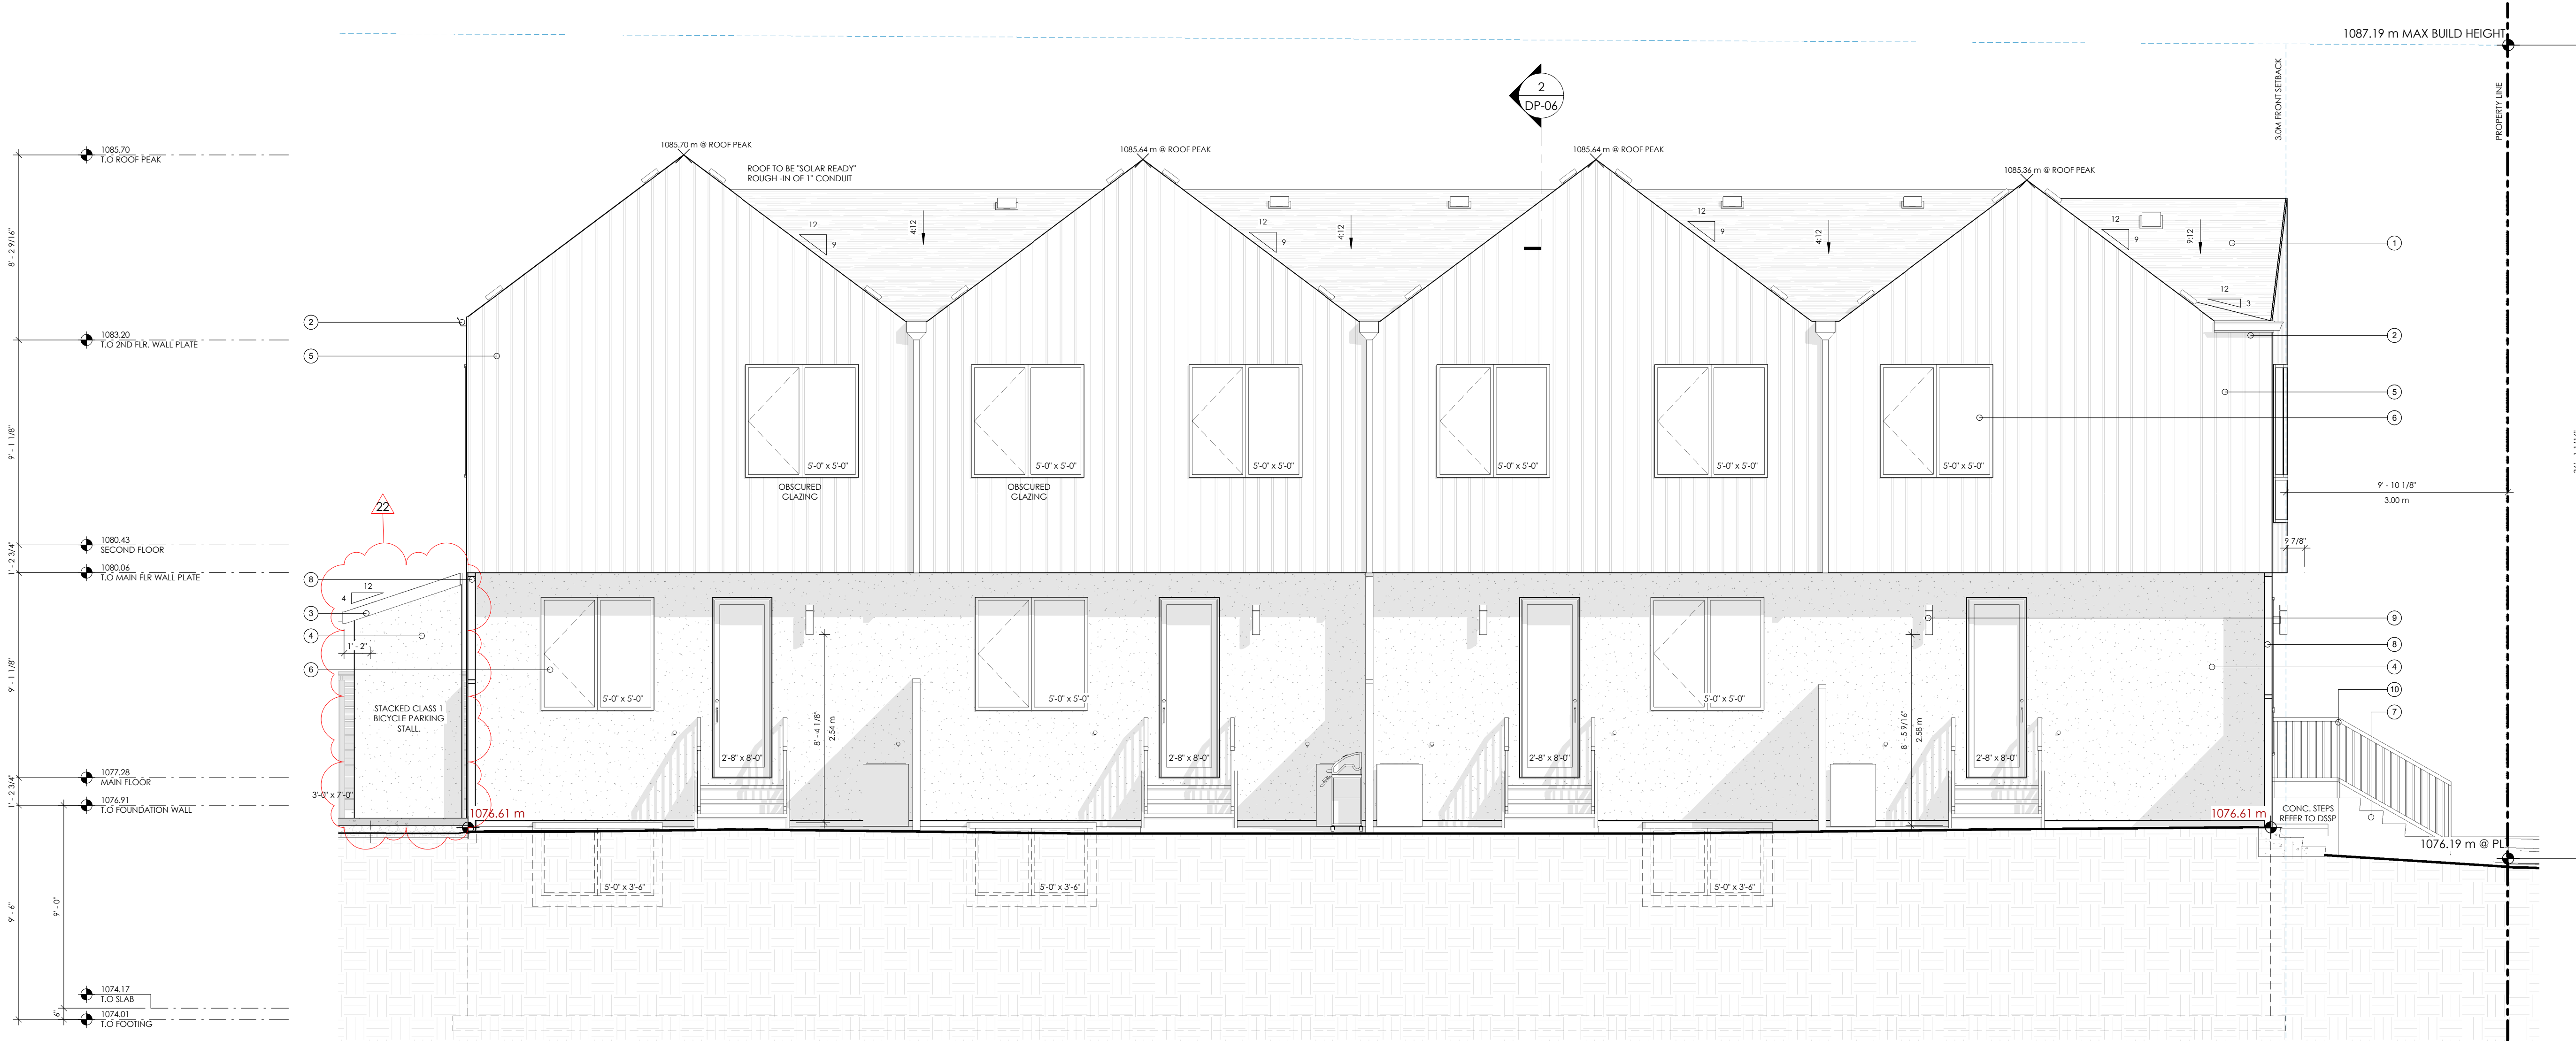 1087.19 m MAX BUILD HEIGHT
3.0M FRONT SETBACK
PROPERTY LINE
2
DP-06
1085.70
T.O ROOF PEAK
1085.70 m @ ROOF PEAK
1085.64 m @ ROOF PEAK
1085.64 m @ ROOF PEAK
1085.36 m @ ROOF PEAK
ROOF TO BE "SOLAR READY"
ROUGH -IN OF 1" CONDUIT
12
9
4:12
12
9
4:12
12
9
4:12
12
9
9:12
12
3
1
8' - 2 9/16"
2
5
1083.20
T.O 2ND FLR. WALL PLATE
2
5
6
9' - 1 1/8"
5'-0" x 5'-0"
5'-0" x 5'-0"
5'-0" x 5'-0"
5'-0" x 5'-0"
5'-0" x 5'-0"
5'-0" x 5'-0"
OBSCURED
GLAZING
OBSCURED
GLAZING
9' - 10 1/8"
3.00 m
22
9 7/8"
1080.43
SECOND FLOOR
1' - 2 3/4"
1080.06
T.O MAIN FLR WALL PLATE
8
3
4
6
12
4
1' - 2"
STACKED CLASS 1
BICYCLE PARKING
STALL.
3'-0" x 7'-0"
9' - 1 1/8"
5'-0" x 5'-0"
5'-0" x 5'-0"
5'-0" x 5'-0"
8' - 4 1/8"
2.54 m
8' - 5 9/16"
2.58 m
2'-8" x 8'-0"
2'-8" x 8'-0"
2'-8" x 8'-0"
2'-8" x 8'-0"
9
8
4
10
7
1077.28
MAIN FLOOR
1' - 2 3/4"
1076.91
T.O FOUNDATION WALL
1076.61 m
1076.61 m
CONC. STEPS
REFER TO DSSP
1076.19 m @ PL
5'-0" x 3'-6"
5'-0" x 3'-6"
5'-0" x 3'-6"
9' - 6"
9' - 0"
1074.17
T.O SLAB
6"
1074.01
T.O FOOTING